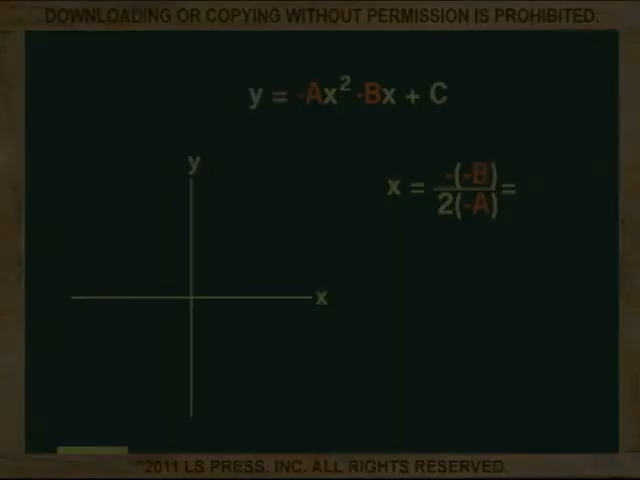 DOWNLOADING OR COPYING WITHOUT PERMISSION IS PROHIBITED.
y = -Ax² -Bx + C
y
x = -(-B)/2(-A) =
x
©2011 LS PRESS, INC. ALL RIGHTS RESERVED.